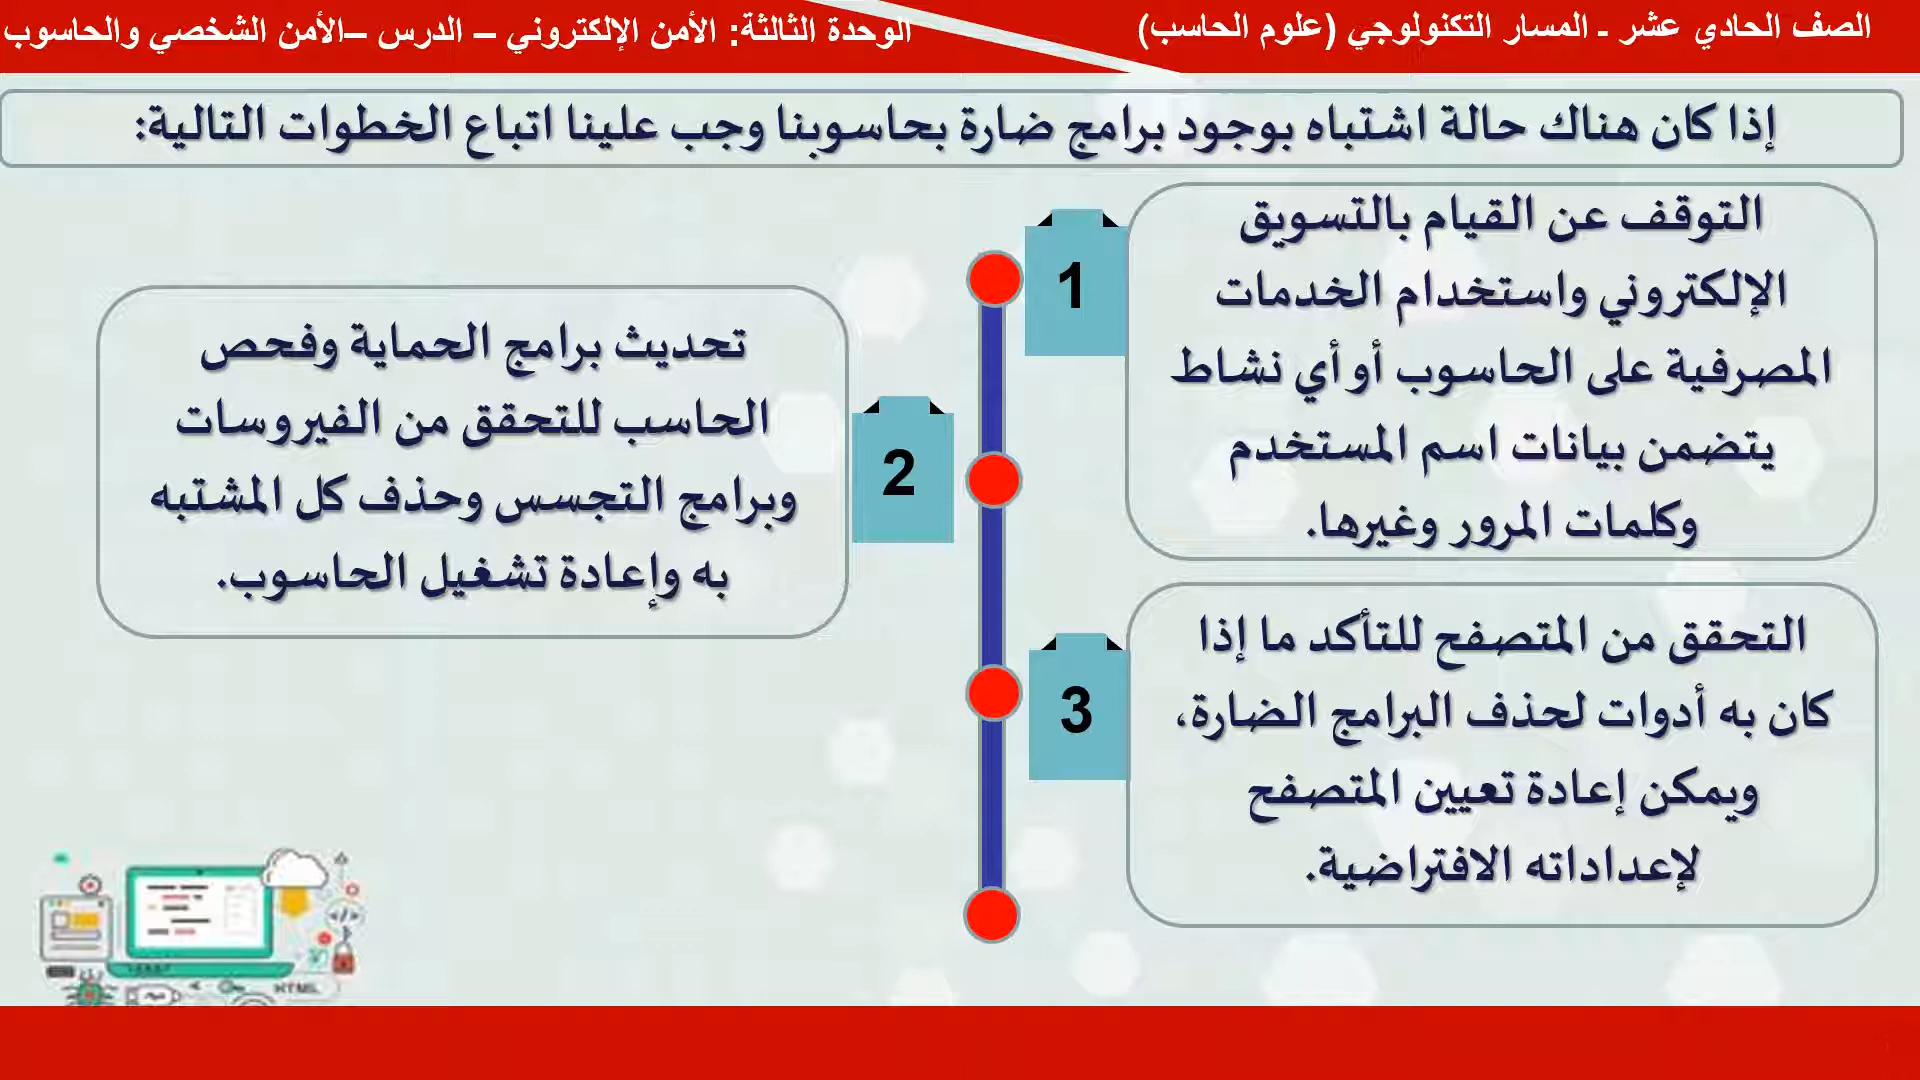 الصف الحادي عشر - المسار التكنولوجي (علوم الحاسب)
الوحدة الثالثة: الأمن الإلكتروني – الدرس –الأمن الشخصي والحاسوب
إذا كان هناك حالة اشتباه بوجود برامج ضارة بحاسوبنا وجب علينا اتباع الخطوات التالية:
1
التوقف عن القيام بالتسويق
الإلكتروني واستخدام الخدمات
المصرفية على الحاسوب أو أي نشاط
يتضمن بيانات اسم المستخدم
وكلمات المرور وغيرها.
2
تحديث برامج الحماية وفحص
الحاسب للتحقق من الفيروسات
وبرامج التجسس وحذف كل المشتبه
به وإعادة تشغيل الحاسوب.
3
التحقق من المتصفح للتأكد ما إذا
كان به أدوات لحذف البرامج الضارة،
ويمكن إعادة تعيين المتصفح
لإعداداته الافتراضية.
</>
HTML